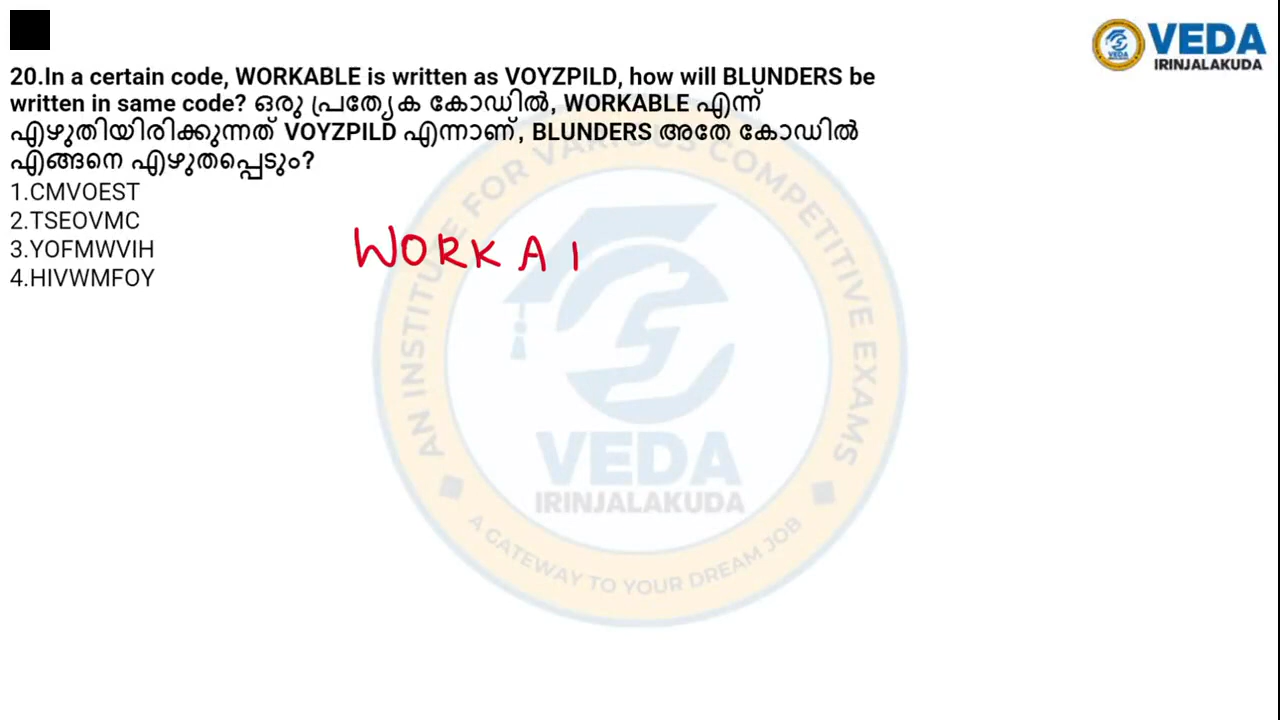 VEDA
IRINJALAKUDA
20.In a certain code, WORKABLE is written as VOYZPILD, how will BLUNDERS be
written in same code? ഒരു പ്രത്യേക കോഡിൽ, WORKABLE എന്ന്
എഴുതിയിരിക്കുന്നത് VOYZPILD എന്നാണ്, BLUNDERS അതേ കോഡിൽ
എങ്ങനെ എഴുതപ്പെടും?
1.CMVOEST
2.TSEOVMC
3.YOFMWVIH
4.HIVWMFOY
WORKA I
AN INSTITUTE FOR VARIOUS COMPETITIVE EXAMS
VEDA
IRINJALAKUDA
A GATEWAY TO YOUR DREAM JOB